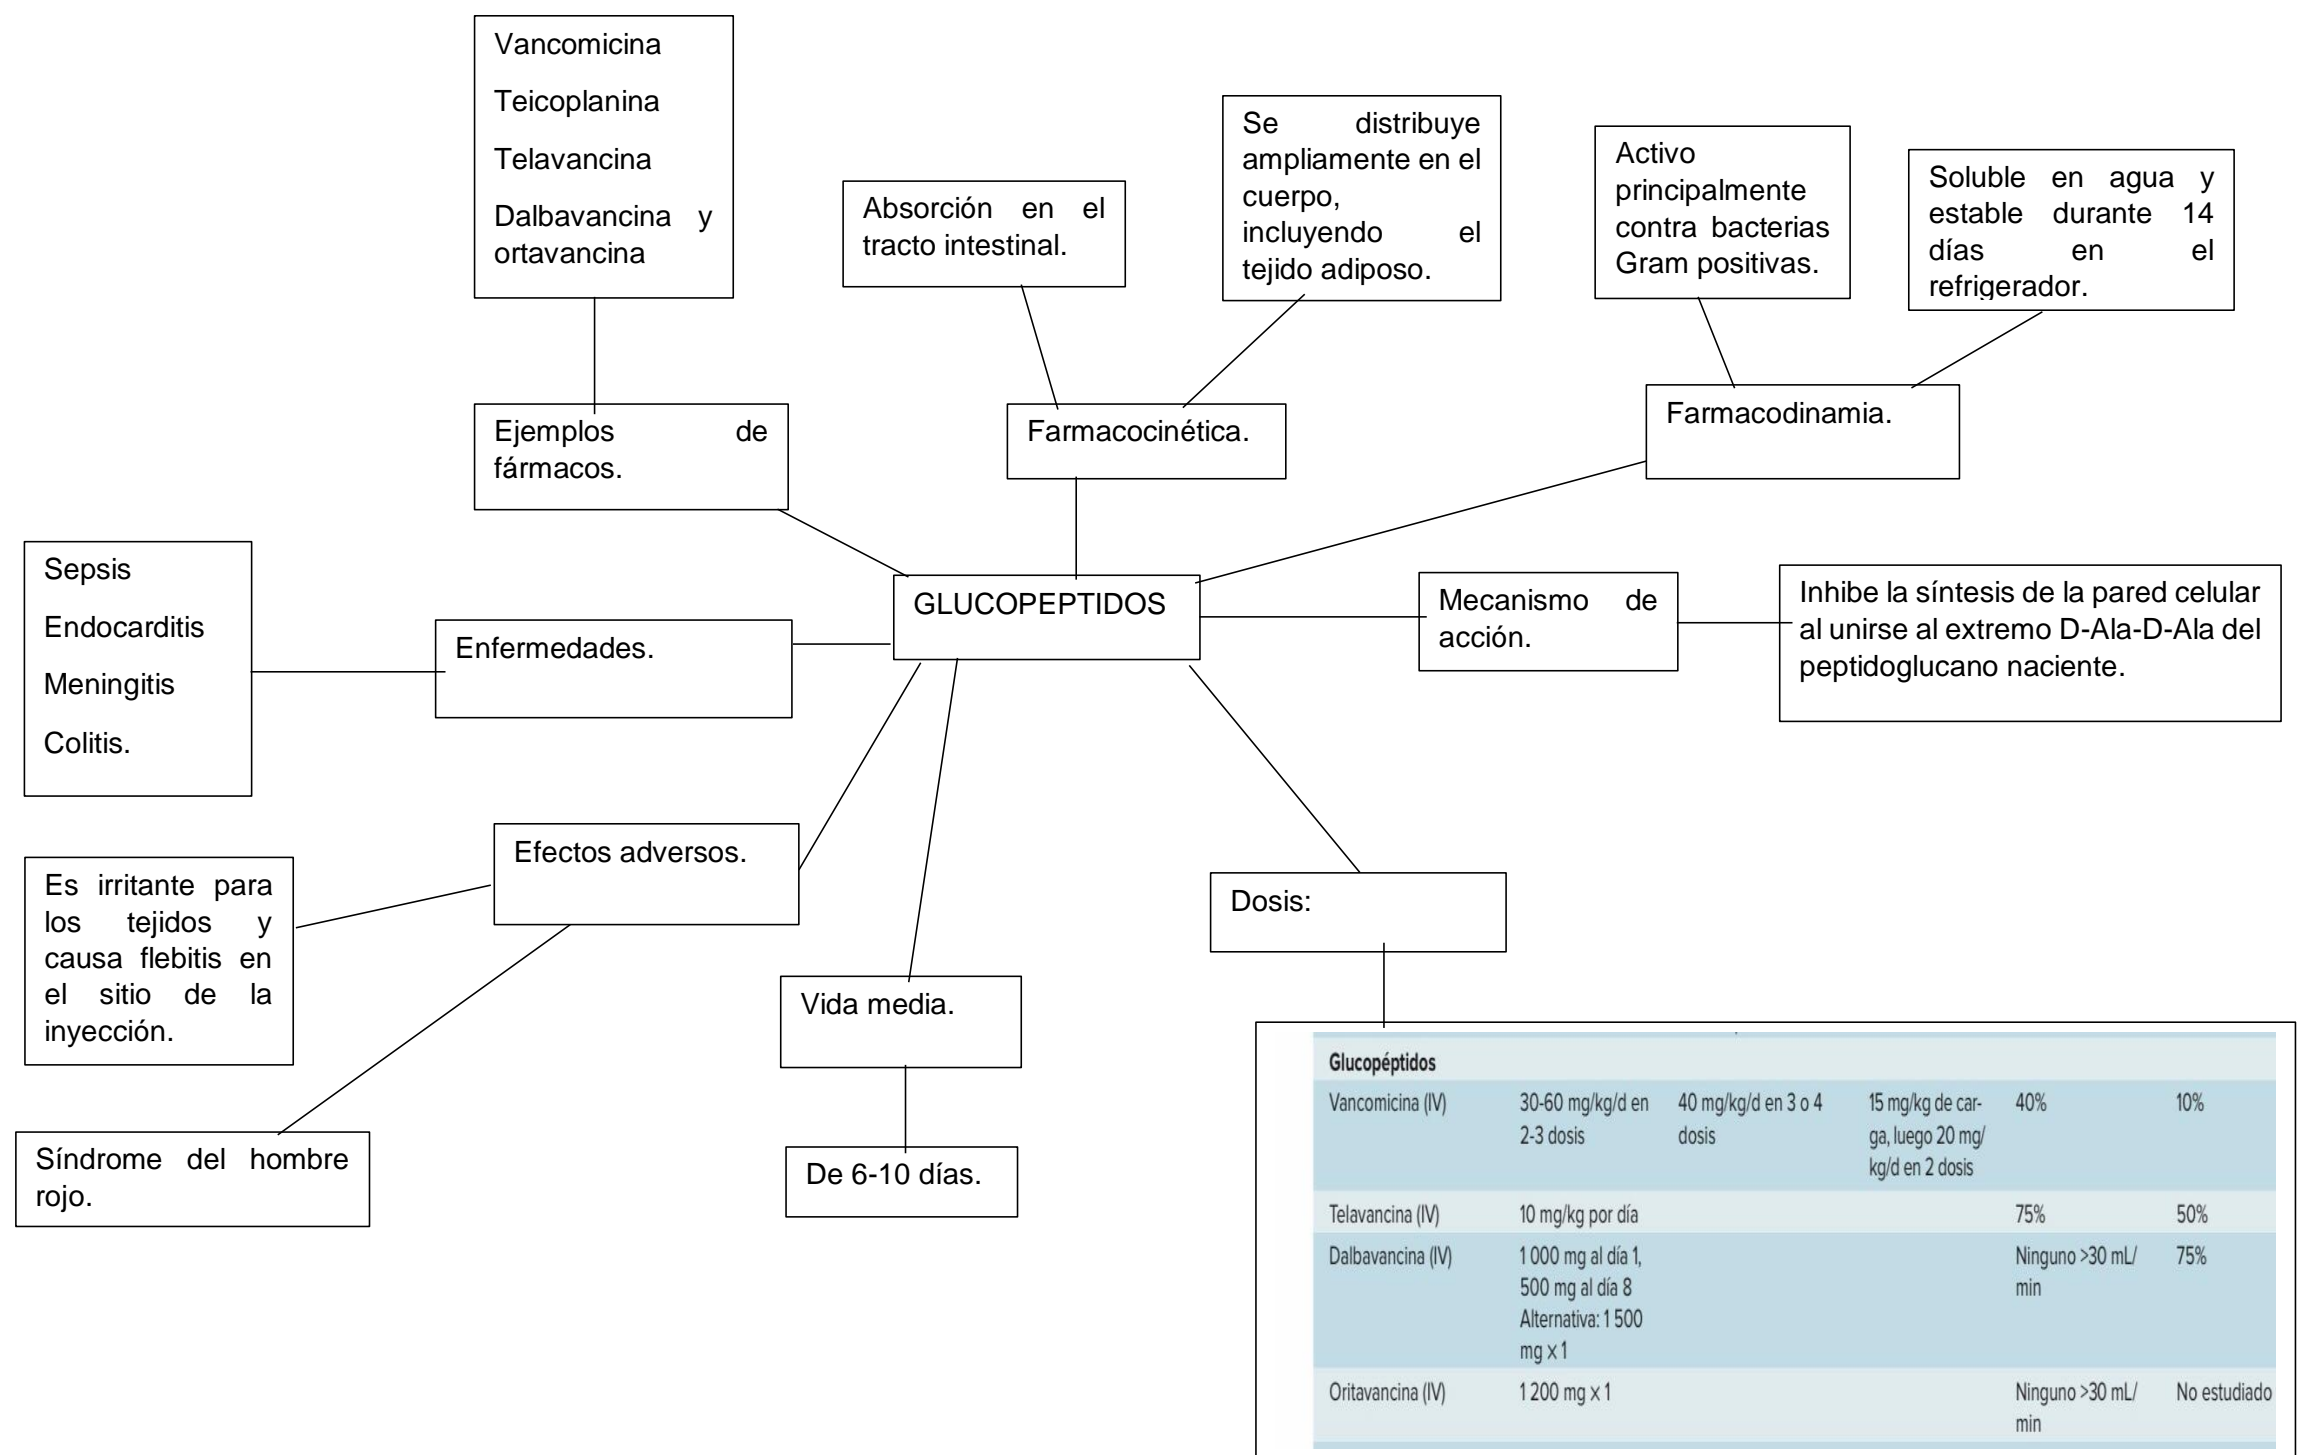 Vancomicina
Teicoplanina
Telavancina
Dalbavancina y
ortavancina
Absorción en el
tracto intestinal.
Se distribuye
ampliamente en el
cuerpo,
incluyendo el
tejido adiposo.
Activo
principalmente
contra bacterias
Gram positivas.
Soluble en agua y
estable durante 14
días en el
refrigerador.
Ejemplos de
fármacos.
Farmacocinética.
Farmacodinamia.
Sepsis
Endocarditis
Meningitis
Colitis.
Enfermedades.
GLUCOPEPTIDOS
Mecanismo de
acción.
Inhibe la síntesis de la pared celular
al unirse al extremo D-Ala-D-Ala del
peptidoglucano naciente.
Efectos adversos.
Es irritante para
los tejidos y
causa flebitis en
el sitio de la
inyección.
Síndrome del hombre
rojo.
Vida media.
De 6-10 días.
Dosis:
Glucopéptidos
Vancomicina (IV)
30-60 mg/kg/d en
2-3 dosis
40 mg/kg/d en 3 o 4
dosis
15 mg/kg de car-
ga, luego 20 mg/
kg/d en 2 dosis
40%
10%
Telavancina (IV)
10 mg/kg por día
75%
50%
Dalbavancina (IV)
1 000 mg al día 1,
500 mg al día 8
Alternativa: 1 500
mg x 1
Ninguno >30 mL/
min
75%
Oritavancina (IV)
1 200 mg x 1
Ninguno >30 mL/
min
No estudiado